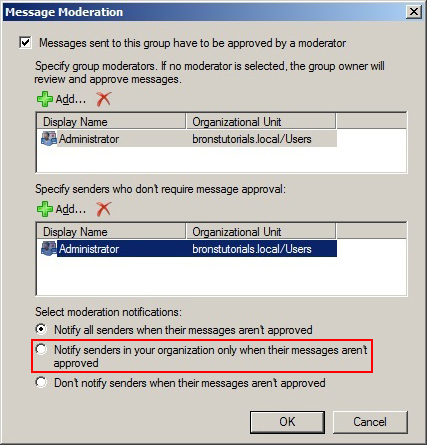 Message Moderation
Messages sent to this group have to be approved by a moderator
Specify group moderators. If no moderator is selected, the group owner will
review and approve messages.
Add...
Display Name Organizational Unit
Administrator bronstutorials.local/Users
Specify senders who don't require message approval:
Add...
Display Name Organizational Unit
Administrator bronstutorials.local/Users
Select moderation notifications:
Notify all senders when their messages aren't approved
Notify senders in your organization only when their messages aren't
approved
Don't notify senders when their messages aren't approved
OK Cancel